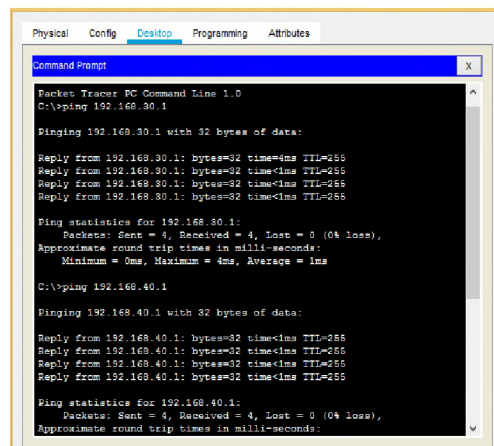 Physical Config Desktop Programming Attributes
Command Prompt X
Packet Tracer PC Command Line 1.0
C:\>ping 192.168.30.1
Pinging 192.168.30.1 with 32 bytes of data:
Reply from 192.168.30.1: bytes=32 time=4ms TTL=255
Reply from 192.168.30.1: bytes=32 time<1ms TTL=255
Reply from 192.168.30.1: bytes=32 time<1ms TTL=255
Reply from 192.168.30.1: bytes=32 time<1ms TTL=255
Ping statistics for 192.168.30.1:
Packets: Sent = 4, Received = 4, Lost = 0 (0% loss),
Approximate round trip times in milli-seconds:
Minimum = 0ms, Maximum = 4ms, Average = 1ms
C:\>ping 192.168.40.1
Pinging 192.168.40.1 with 32 bytes of data:
Reply from 192.168.40.1: bytes=32 time<1ms TTL=255
Reply from 192.168.40.1: bytes=32 time<1ms TTL=255
Reply from 192.168.40.1: bytes=32 time<1ms TTL=255
Reply from 192.168.40.1: bytes=32 time<1ms TTL=255
Ping statistics for 192.168.40.1:
Packets: Sent = 4, Received = 4, Lost = 0 (0% loss),
Approximate round trip times in milli-seconds: